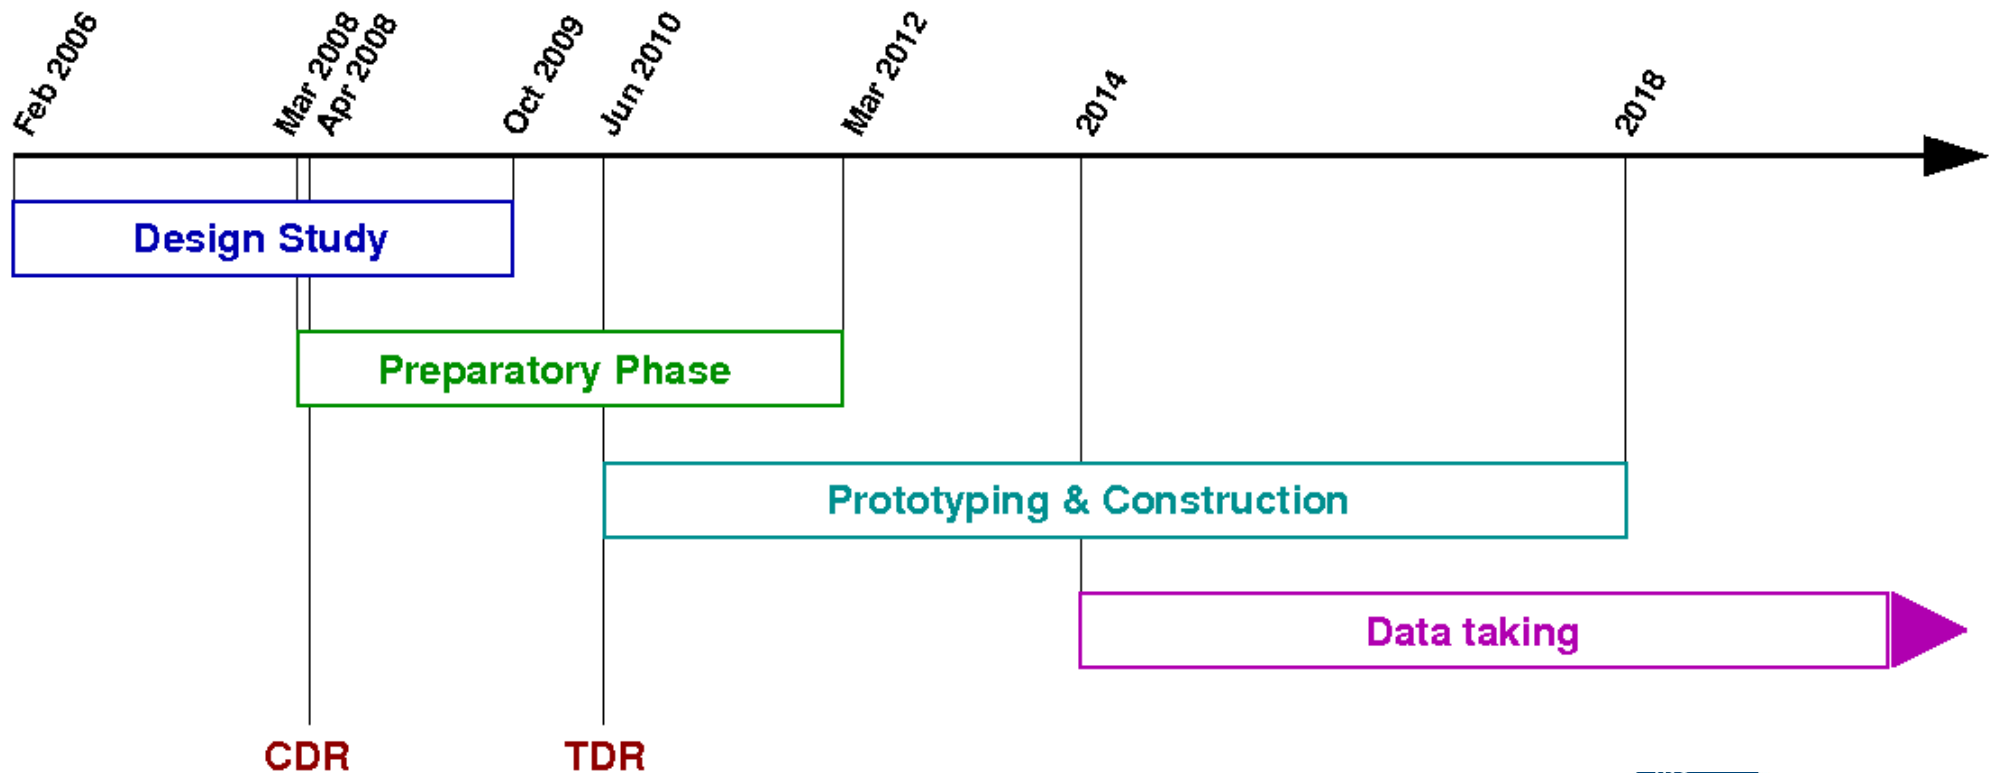 Feb 2006
Mar 2008
Apr 2008
Oct 2009
Jun 2010
Mar 2012
2014
2018
Design Study
Preparatory Phase
Prototyping & Construction
Data taking
CDR
TDR